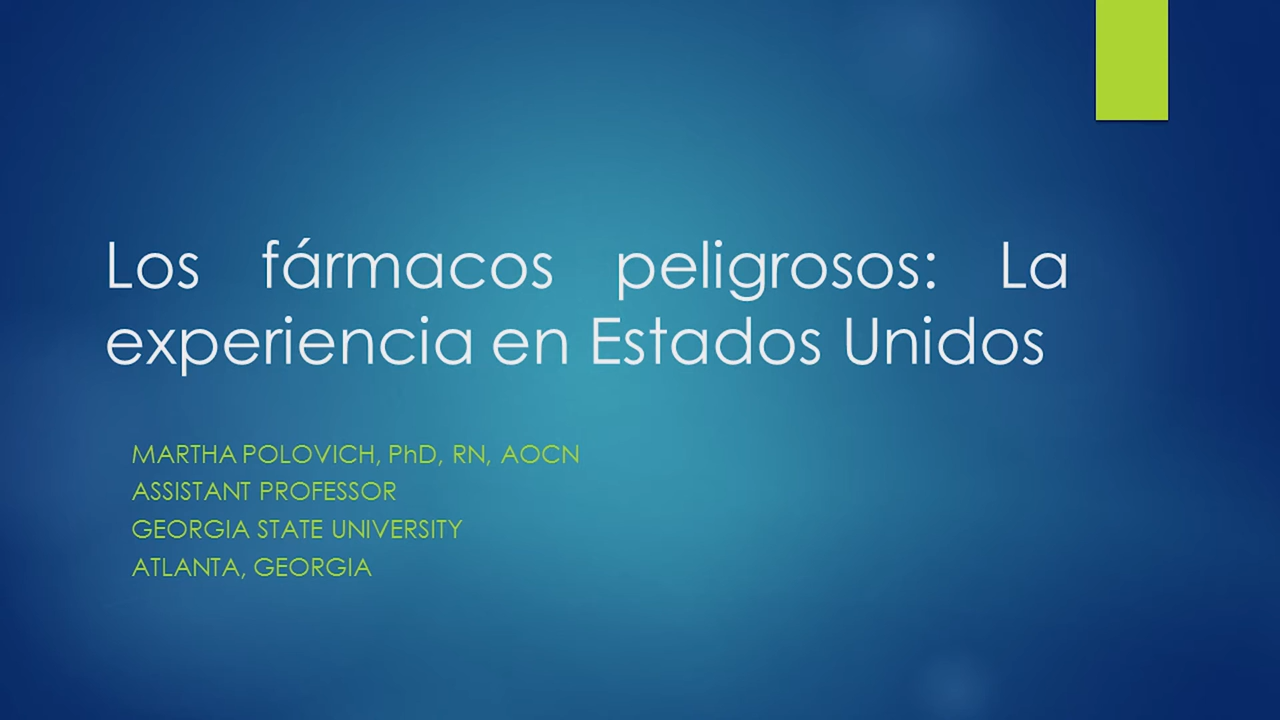 Los fármacos peligrosos: La
experiencia en Estados Unidos
MARTHA POLOVICH, PhD, RN, AOCN
ASSISTANT PROFESSOR
GEORGIA STATE UNIVERSITY
ATLANTA, GEORGIA